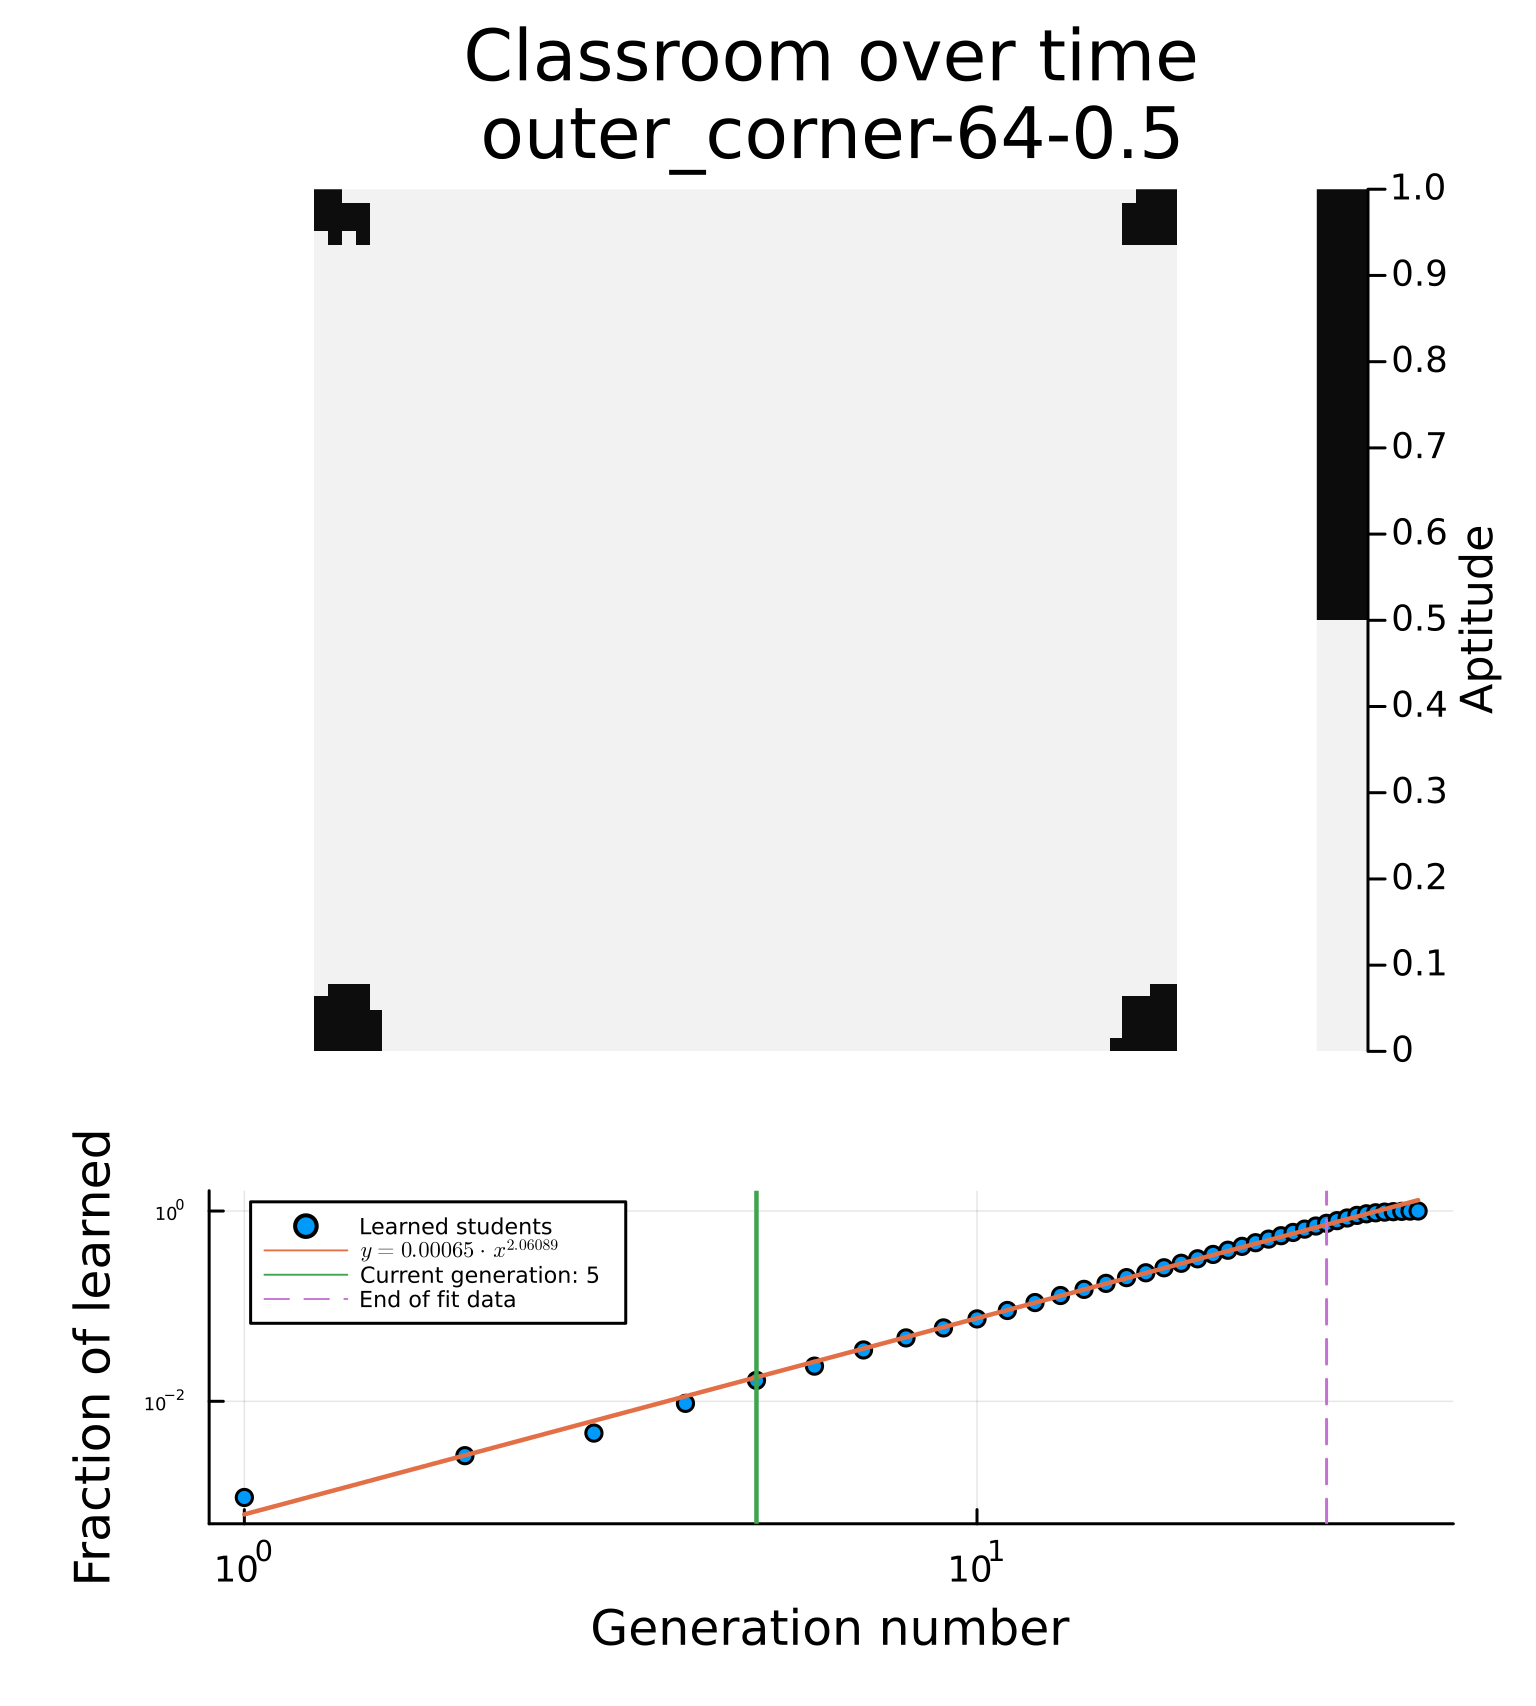 Classroom over time
outer_corner-64-0.5
1.0
0.9
0.8
0.7
0.6
0.5
0.4
0.3
0.2
0.1
0
Aptitude
Fraction of learned
10⁰
10⁻²
Learned students
y = 0.00065 · x^2.06089
Current generation: 5
End of fit data
10⁰
10¹
Generation number